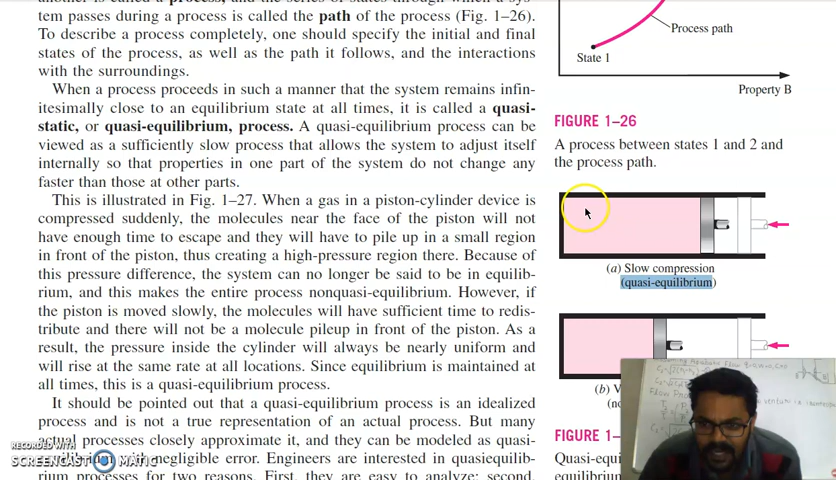 another is called a process, and the series of states through which a sys-
tem passes during a process is called the path of the process (Fig. 1–26).
To describe a process completely, one should specify the initial and final
states of the process, as well as the path it follows, and the interactions
with the surroundings.
When a process proceeds in such a manner that the system remains infin-
itesimally close to an equilibrium state at all times, it is called a quasi-
static, or quasi-equilibrium, process. A quasi-equilibrium process can be
viewed as a sufficiently slow process that allows the system to adjust itself
internally so that properties in one part of the system do not change any
faster than those at other parts.
This is illustrated in Fig. 1–27. When a gas in a piston-cylinder device is
compressed suddenly, the molecules near the face of the piston will not
have enough time to escape and they will have to pile up in a small region
in front of the piston, thus creating a high-pressure region there. Because of
this pressure difference, the system can no longer be said to be in equilib-
rium, and this makes the entire process nonquasi-equilibrium. However, if
the piston is moved slowly, the molecules will have sufficient time to redis-
tribute and there will not be a molecule pileup in front of the piston. As a
result, the pressure inside the cylinder will always be nearly uniform and
will rise at the same rate at all locations. Since equilibrium is maintained at
all times, this is a quasi-equilibrium process.
It should be pointed out that a quasi-equilibrium process is an idealized
process and is not a true representation of an actual process. But many
actual processes closely approximate it, and they can be modeled as quasi-
negligible error. Engineers are interested in quasiequilib-
rium processes for two reasons. First, they are easy to analyze; second,
RECORDED WITH
SCREENCAST MATIC
Process path
State 1
Property B
FIGURE 1–26
A process between states 1 and 2 and
the process path.
(a) Slow compression
(quasi-equilibrium)
(b) V
FIGURE 1–
Quasi-equi
equilibrium